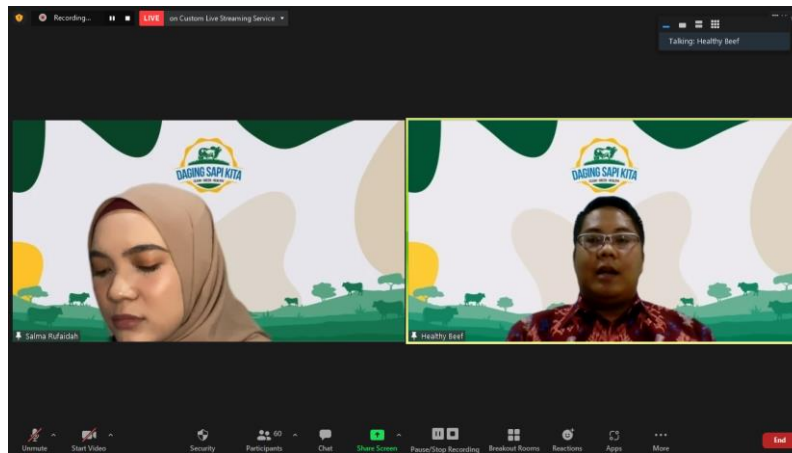 Recording...
LIVE
on Custom Live Streaming Service
Talking: Healthy Beef
DAGING SAPI KITA
DAGING SAPI KITA
Salma Rufaidah
Healthy Beef
Unmute
Start Video
Security
Participants
60
Chat
Share Screen
Pause/Stop Recording
Breakout Rooms
Reactions
Apps
More
End